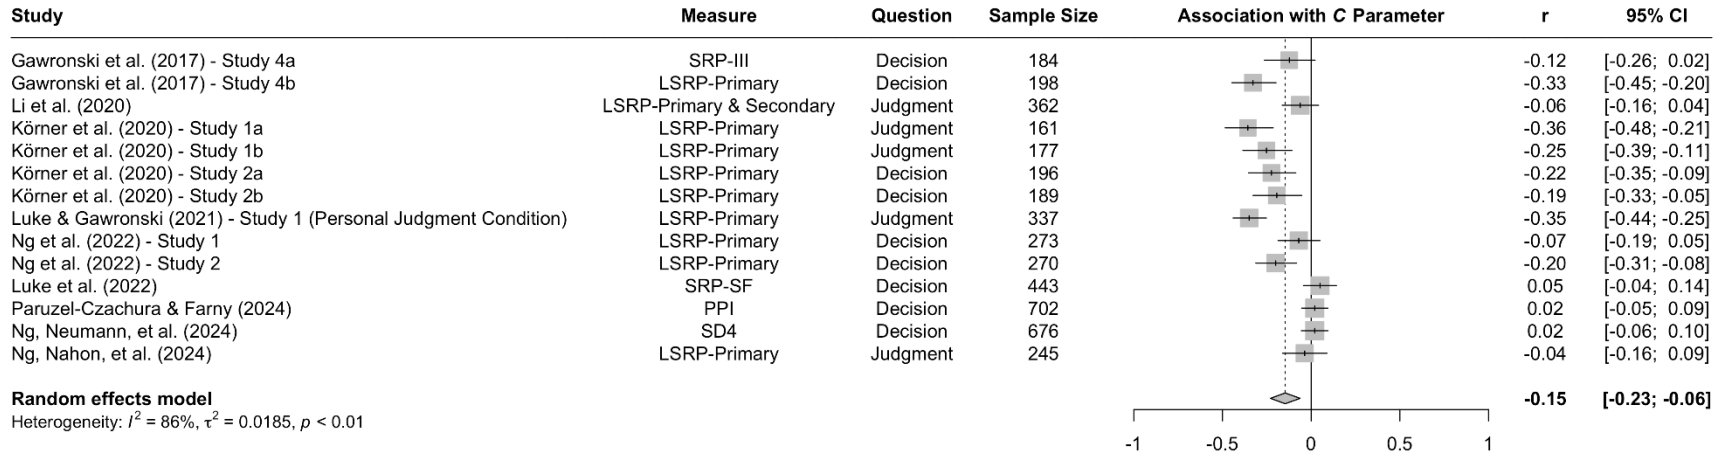 Study Measure Question Sample Size Association with C Parameter r 95% CI
Gawronski et al. (2017) - Study 4a SRP-III Decision 184 -0.12 [-0.26; 0.02]
Gawronski et al. (2017) - Study 4b LSRP-Primary Decision 198 -0.33 [-0.45; -0.20]
Li et al. (2020) LSRP-Primary & Secondary Judgment 362 -0.06 [-0.16; 0.04]
Körner et al. (2020) - Study 1a LSRP-Primary Judgment 161 -0.36 [-0.48; -0.21]
Körner et al. (2020) - Study 1b LSRP-Primary Judgment 177 -0.25 [-0.39; -0.11]
Körner et al. (2020) - Study 2a LSRP-Primary Decision 196 -0.22 [-0.35; -0.09]
Körner et al. (2020) - Study 2b LSRP-Primary Decision 189 -0.19 [-0.33; -0.05]
Luke & Gawronski (2021) - Study 1 (Personal Judgment Condition) LSRP-Primary Judgment 337 -0.35 [-0.44; -0.25]
Ng et al. (2022) - Study 1 LSRP-Primary Decision 273 -0.07 [-0.19; 0.05]
Ng et al. (2022) - Study 2 LSRP-Primary Decision 270 -0.20 [-0.31; -0.08]
Luke et al. (2022) SRP-SF Decision 443 0.05 [-0.04; 0.14]
Paruzel-Czachura & Farny (2024) PPI Decision 702 0.02 [-0.05; 0.09]
Ng, Neumann, et al. (2024) SD4 Decision 676 0.02 [-0.06; 0.10]
Ng, Nahon, et al. (2024) LSRP-Primary Judgment 245 -0.04 [-0.16; 0.09]
Random effects model -0.15 [-0.23; -0.06]
Heterogeneity: I² = 86%, τ² = 0.0185, p < 0.01
-1 -0.5 0 0.5 1